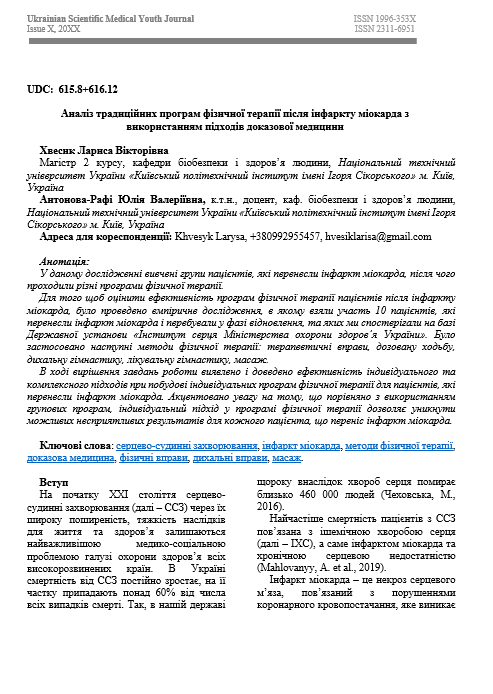 Ukrainian Scientific Medical Youth Journal
Issue X, 20XX
ISSN 1996-353X
ISSN 2311-6951
UDC: 615.8+616.12
Аналіз традиційних програм фізичної терапії після інфаркту міокарда з
використанням підходів доказової медицини
Хвесик Лариса Вікторівна
Магістр 2 курсу, кафедри біобезпеки і здоров'я людини, Національний технічний
університет України «Київський політехнічний інститут імені Ігоря Сікорського» м. Київ,
Україна
Антонова-Рафі Юлія Валеріївна, к.т.н., доцент, каф. біобезпеки і здоров'я людини,
Національний технічний університет України «Київський політехнічний інститут імені Ігоря
Сікорського» м. Київ, Україна
Адреса для кореспонденції: Khvesyk Larysa, +380992955457, hvesiklarisa@gmail.com
Анотація:
У даному дослідженні вивчені групи пацієнтів, які перенесли інфаркт міокарда, після чого
проходили різні програми фізичної терапії.
Для того щоб оцінити ефективність програм фізичної терапії пацієнтів після інфаркту
міокарда, було проведено емпіричне дослідження, в якому взяли участь 10 пацієнтів, які
перенесли інфаркт міокарда і перебували у фазі відновлення, та яких ми спостерігали на базі
Державної установи «Інститут серця Міністерства охорони здоров´я України». Було
застосовано наступні методи фізичної терапії: терапевтичні вправи, дозовану ходьбу,
дихальну гімнастику, лікувальну гімнастику, масаж.
В ході вирішення завдань роботи виявлено і доведено ефективність індивідуального та
комплексного підходів при побудові індивідуальних програм фізичної терапії для пацієнтів, які
перенесли інфаркт міокарда. Акцентовано увагу на тому, що порівняно з використанням
групових програм, індивідуальний підхід у програмі фізичної терапії дозволяє уникнути
можливих несприятливих результатів для кожного пацієнта, що переніс інфаркт міокарда.
Ключові слова: серцево-судинні захворювання, інфаркт міокарда, методи фізичної терапії,
доказова медицина, фізичні вправи, дихальні вправи, масаж.
Вступ
На початку XXI століття серцево-
судинні захворювання (далі – ССЗ) через їх
широку поширеність, тяжкість наслідків
для життя та здоров'я залишаються
найважливішою медико-соціальною
проблемою галузі охорони здоров'я всіх
високорозвинених країн. В Україні
смертність від ССЗ постійно зростає, на її
частку припадають понад 60% від числа
всіх випадків смерті. Так, в нашій державі
щороку внаслідок хвороб серця помирає
близько 460 000 людей (Чеховська, М.,
2016).
Найчастіше смертність пацієнтів з ССЗ
пов'язана з ішемічною хворобою серця
(далі – ІХС), а саме інфарктом міокарда та
хронічною серцевою недостатністю
(Mahlovanyy, A. et al., 2019).
Інфаркт міокарда – це некроз серцевого
м'яза, пов'язаний з порушеннями
коронарного кровопостачання, яке виникає